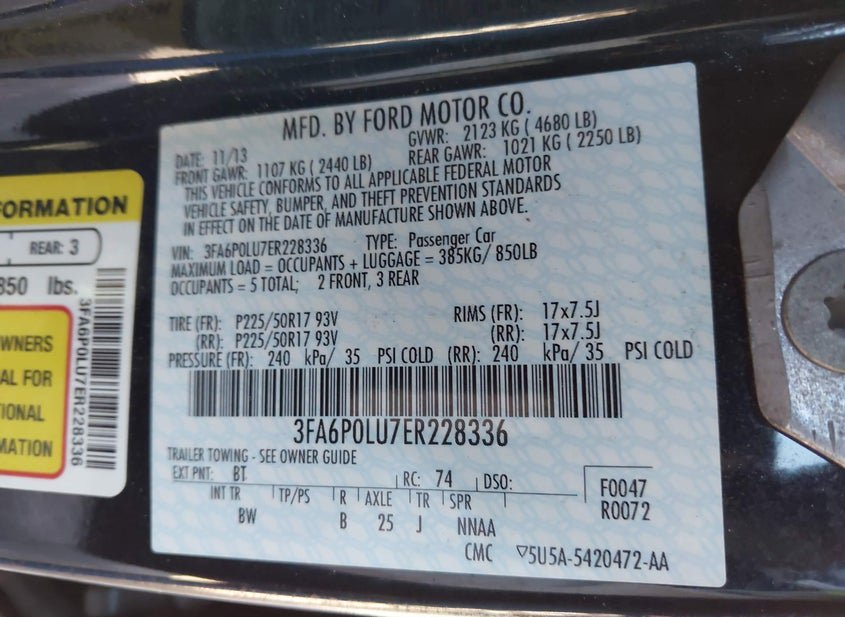 MFD. BY FORD MOTOR CO.
DATE: 11/13 GVWR: 2123 KG ( 4680 LB)
FRONT GAWR: 1107 KG ( 2440 LB) REAR GAWR: 1021 KG ( 2250 LB)
THIS VEHICLE CONFORMS TO ALL APPLICABLE FEDERAL MOTOR
VEHICLE SAFETY, BUMPER, AND THEFT PREVENTION STANDARDS
IN EFFECT ON THE DATE OF MANUFACTURE SHOWN ABOVE.
VIN: 3FA6P0LU7ER228336 TYPE: Passenger Car
MAXIMUM LOAD = OCCUPANTS + LUGGAGE = 385KG/ 850LB
OCCUPANTS = 5 TOTAL; 2 FRONT, 3 REAR
TIRE (FR): P225/50R17 93V RIMS (FR): 17x7.5J
(RR): P225/50R17 93V (RR): 17x7.5J
PRESSURE (FR): 240 kPa/ 35 PSI COLD (RR): 240 kPa/ 35 PSI COLD
3FA6P0LU7ER228336
TRAILER TOWING - SEE OWNER GUIDE
EXT PNT: BT RC: 74 DSO:
INT TR TP/PS R AXLE TR SPR
BW B 25 J NNAA
F0047
R0072
CMC 5U5A-5420472-AA
FORMATION
REAR: 3
850 lbs.
3FA6P0LU7ER228336
WNERS
AL FOR
TIONAL
MATION